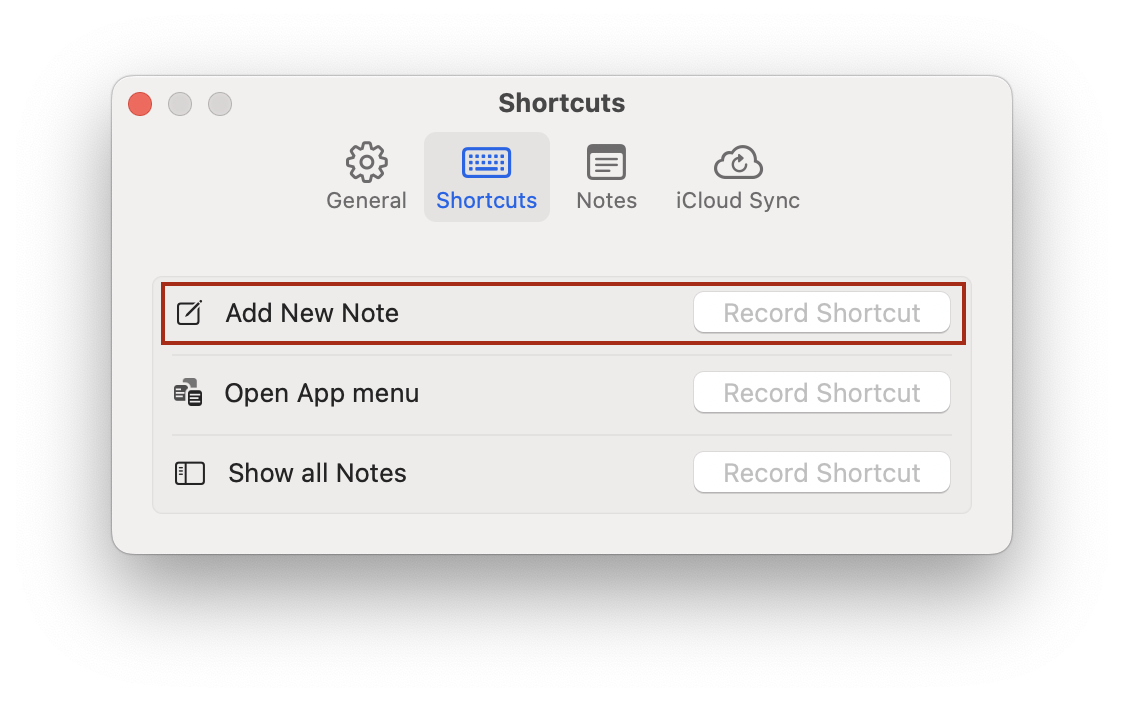 Shortcuts
General Shortcuts Notes iCloud Sync
Add New Note Record Shortcut
Open App menu Record Shortcut
Show all Notes Record Shortcut